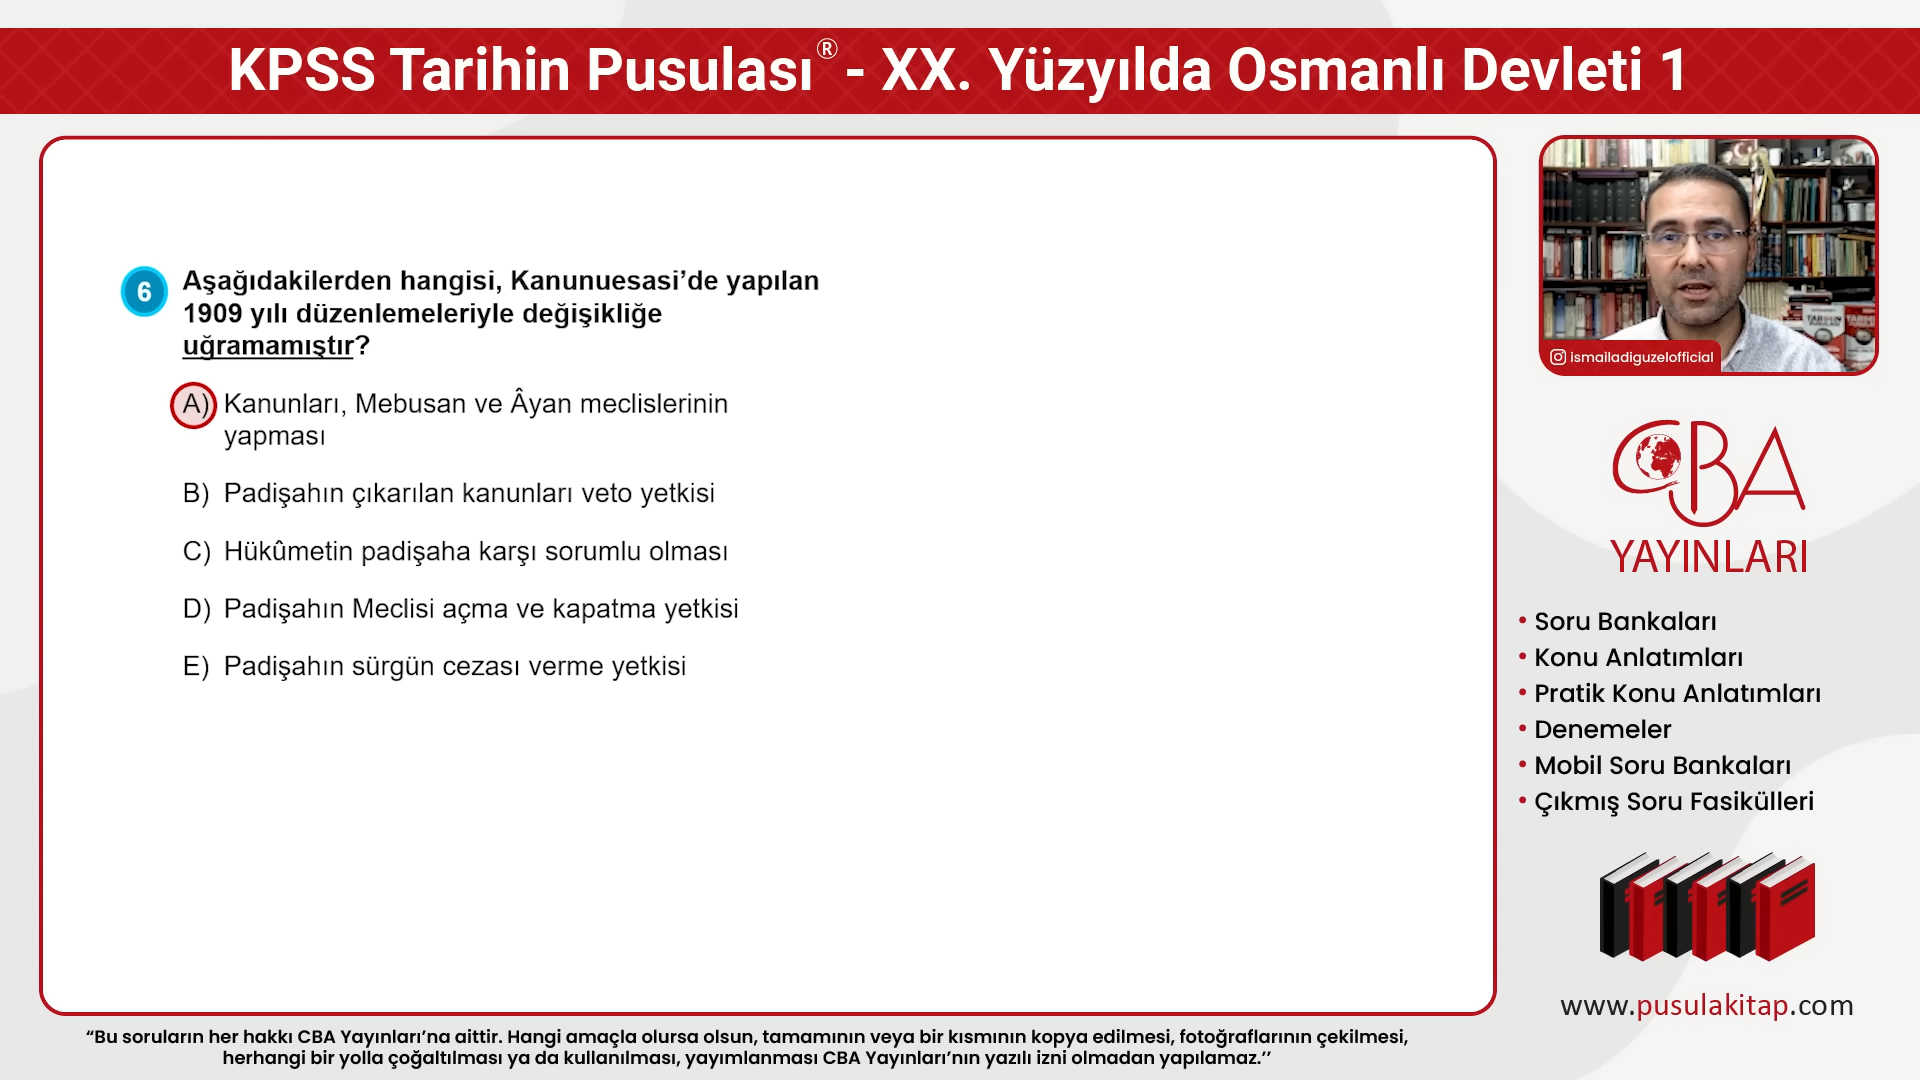 KPSS Tarihin Pusulası® - XX. Yüzyılda Osmanlı Devleti 1
6
Aşağıdakilerden hangisi, Kanunuesasi’de yapılan
1909 yılı düzenlemeleriyle değişikliğe
uğramamıştır?
A) Kanunları, Mebusan ve Âyan meclislerinin
yapması
B) Padişahın çıkarılan kanunları veto yetkisi
C) Hükûmetin padişaha karşı sorumlu olması
D) Padişahın Meclisi açma ve kapatma yetkisi
E) Padişahın sürgün cezası verme yetkisi
ismailadiguzelofficial
CBA
YAYINLARI
• Soru Bankaları
• Konu Anlatımları
• Pratik Konu Anlatımları
• Denemeler
• Mobil Soru Bankaları
• Çıkmış Soru Fasikülleri
www.pusulakitap.com
“Bu soruların her hakkı CBA Yayınları’na aittir. Hangi amaçla olursa olsun, tamamının veya bir kısmının kopya edilmesi, fotoğraflarının çekilmesi,
herhangi bir yolla çoğaltılması ya da kullanılması, yayımlanması CBA Yayınları’nın yazılı izni olmadan yapılamaz.’’